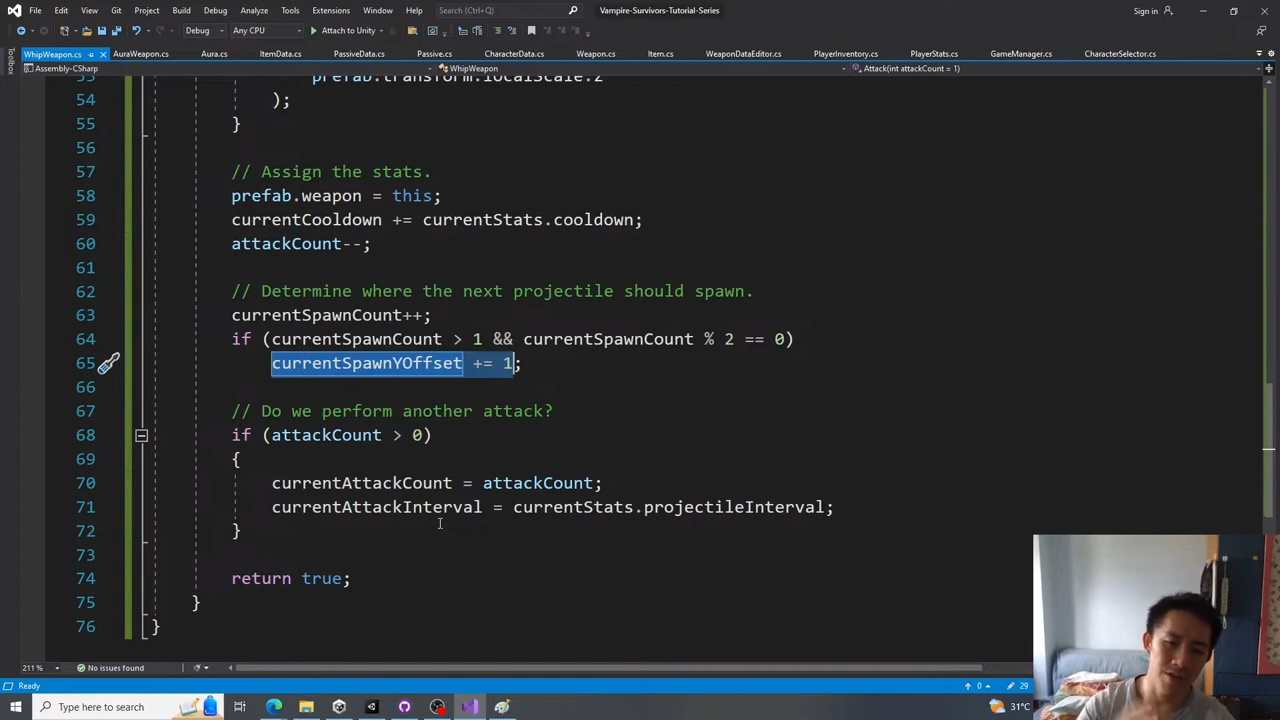 File Edit View Git Project Build Debug Analyze Tools Extensions Window Help Search (Ctrl+Q) Vampire-Survivors-Tutorial-Series Sign in
Debug Any CPU Attach to Unity
WhipWeapon.cs AuraWeapon.cs Aura.cs ItemData.cs PassiveData.cs Passive.cs CharacterData.cs Weapon.cs Item.cs WeaponDataEditor.cs PlayerInventory.cs PlayerStats.cs GameManager.cs CharacterSelector.cs
Toolbox
Assembly-CSharp WhipWeapon Attack(int attackCount = 1)
53 prefab.transform.localScale.z
54 );
55 }
56
57 // Assign the stats.
58 prefab.weapon = this;
59 currentCooldown += currentStats.cooldown;
60 attackCount--;
61
62 // Determine where the next projectile should spawn.
63 currentSpawnCount++;
64 if (currentSpawnCount > 1 && currentSpawnCount % 2 == 0)
65 currentSpawnYOffset += 1;
66
67 // Do we perform another attack?
68 if (attackCount > 0)
69 {
70 currentAttackCount = attackCount;
71 currentAttackInterval = currentStats.projectileInterval;
72 }
73
74 return true;
75 }
76 }
211 % No issues found
Ready 0 29
Type here to search 31°C